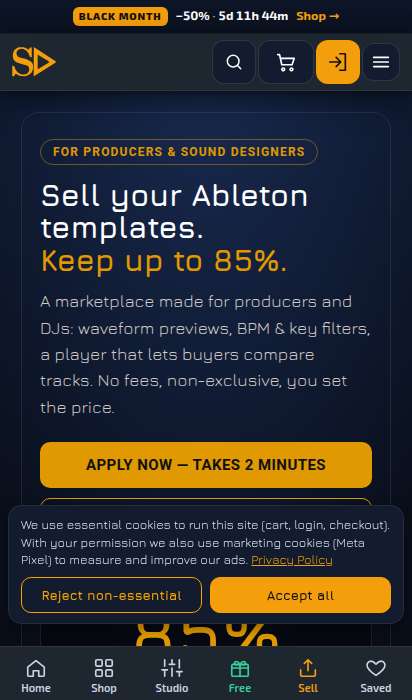 BLACK MONTH −50% · 5d 11h 44m Shop →
FOR PRODUCERS & SOUND DESIGNERS
Sell your Ableton
templates.
Keep up to 85%.
A marketplace made for producers and
DJs: waveform previews, BPM & key filters,
a player that lets buyers compare
tracks. No fees, non-exclusive, you set
the price.
APPLY NOW — TAKES 2 MINUTES
We use essential cookies to run this site (cart, login, checkout).
With your permission we also use marketing cookies (Meta
Pixel) to measure and improve our ads. Privacy Policy
Reject non-essential Accept all
85%
Home Shop Studio Free Sell Saved